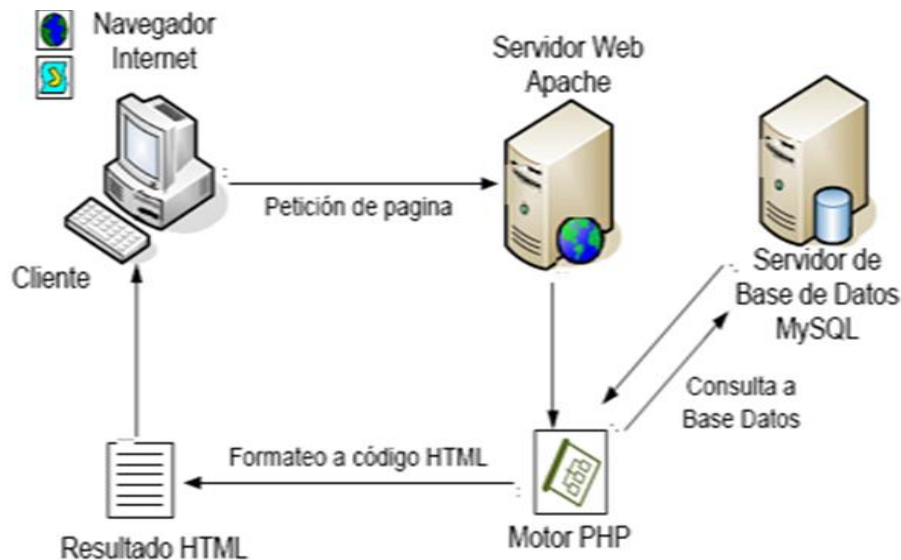 Navegador
Internet
Servidor Web
Apache
Petición de pagina
Cliente
Servidor de
Base de Datos
MySQL
Consulta a
Base Datos
Formateo a código HTML
Resultado HTML
Motor PHP